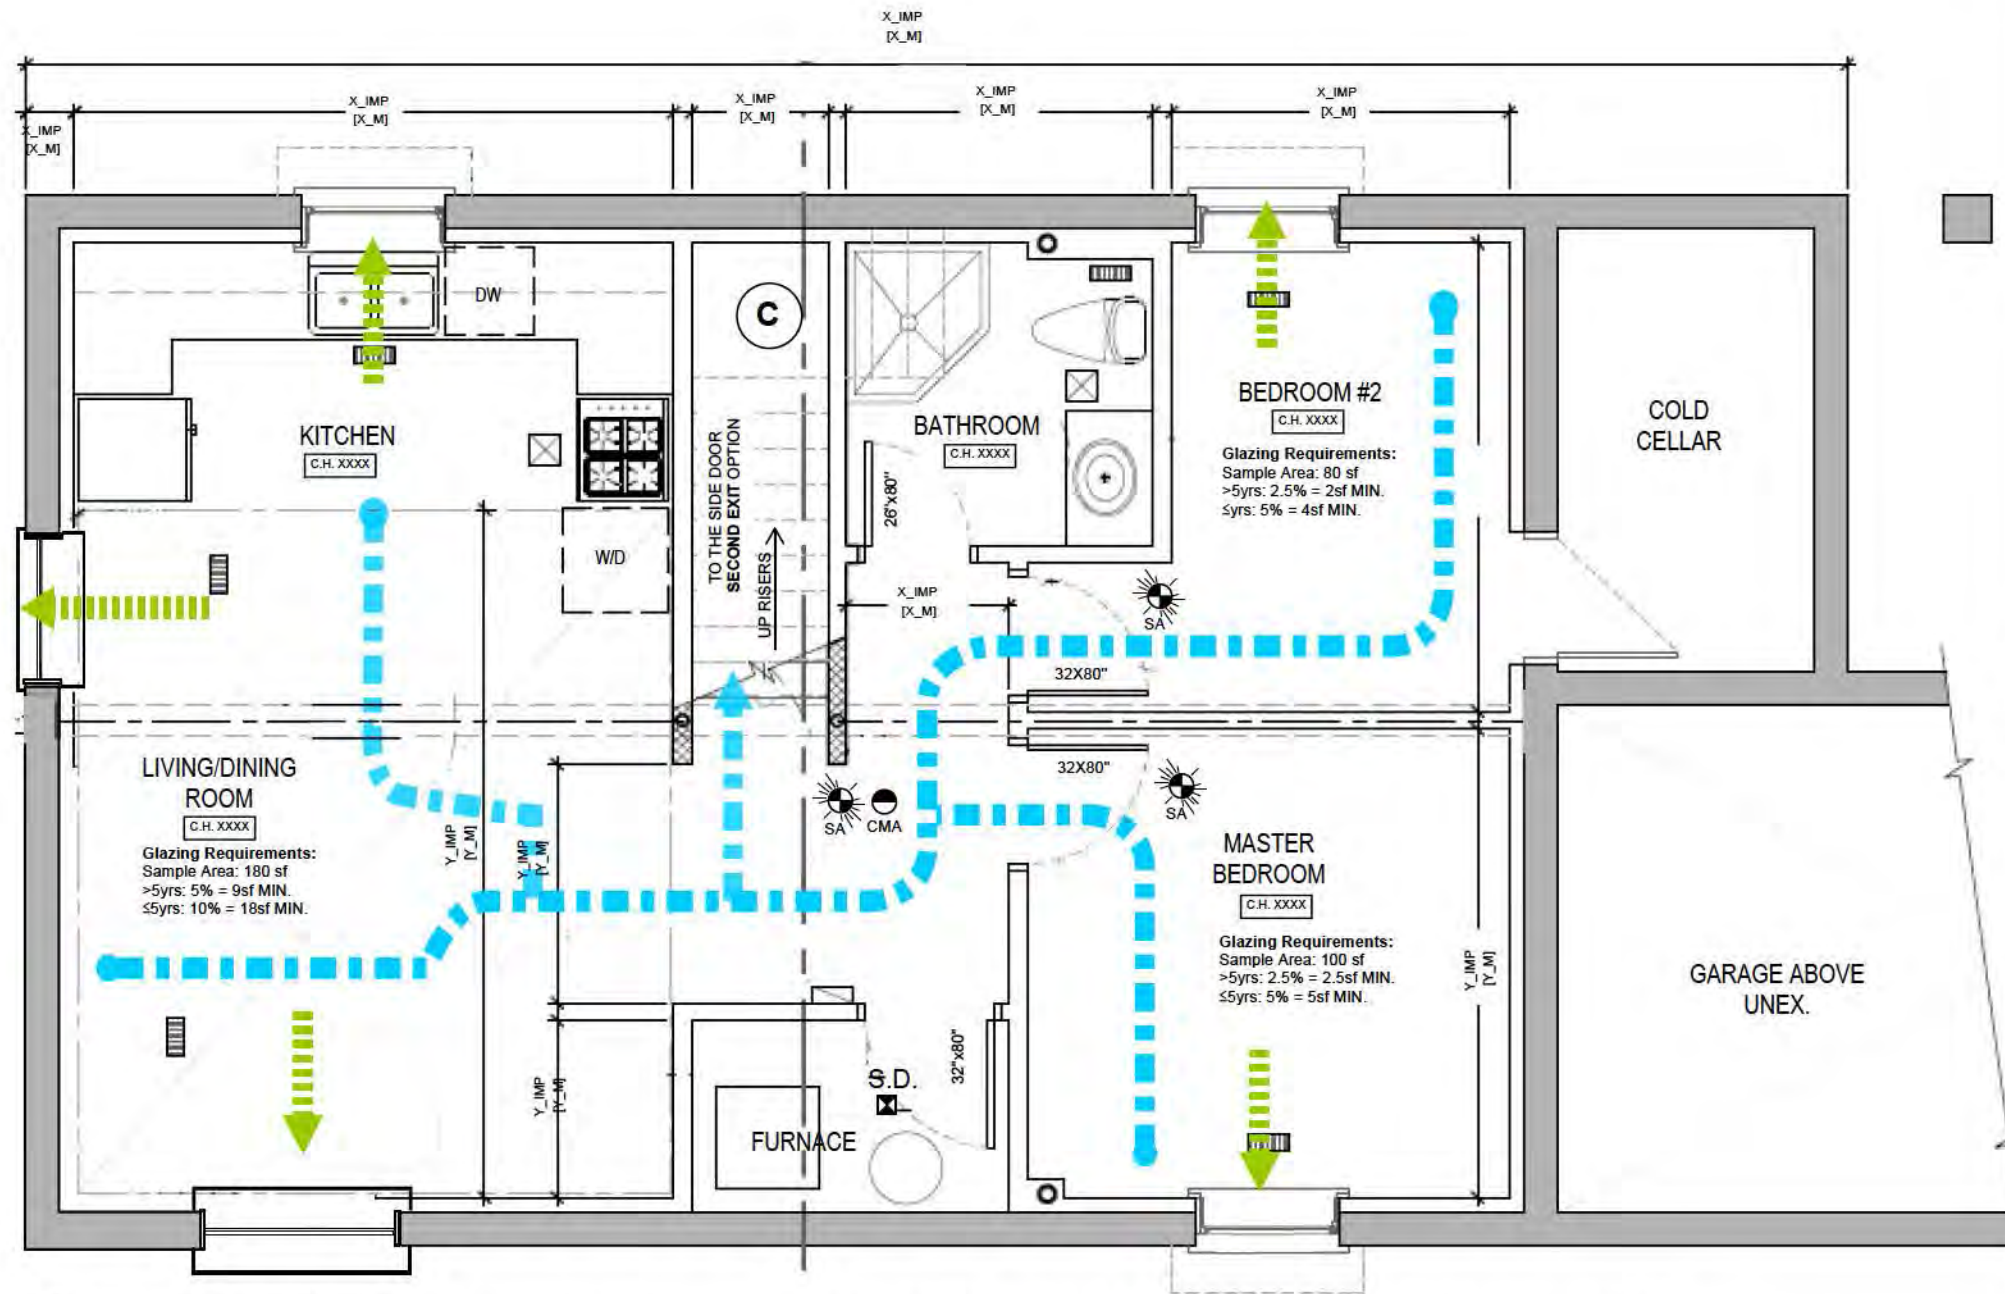 X_IMP
[X_M]
X_IMP
[X_M]
X_IMP
[X_M]
X_IMP
[X_M]
X_IMP
[X_M]
X_IMP
[X_M]
DW
C
KITCHEN
C.H. XXXX
W/D
TO THE SIDE DOOR
SECOND EXIT OPTION
UP RISERS
BATHROOM
C.H. XXXX
26"x80"
X_IMP
[X_M]
BEDROOM #2
C.H. XXXX
Glazing Requirements:
Sample Area: 80 sf
>5yrs: 2.5% = 2sf MIN.
≤yrs: 5% = 4sf MIN.
SA
32X80"
COLD
CELLAR
LIVING/DINING
ROOM
C.H. XXXX
Glazing Requirements:
Sample Area: 180 sf
>5yrs: 5% = 9sf MIN.
≤5yrs: 10% = 18sf MIN.
Y_IMP
[Y_M]
Y_IMP
[Y_M]
Y_IMP
[Y_M]
SA
CMA
32X80"
SA
MASTER
BEDROOM
C.H. XXXX
Glazing Requirements:
Sample Area: 100 sf
>5yrs: 2.5% = 2.5sf MIN.
≤5yrs: 5% = 5sf MIN.
Y_IMP
[Y_M]
GARAGE ABOVE
UNEX.
S.D.
32"x80"
FURNACE